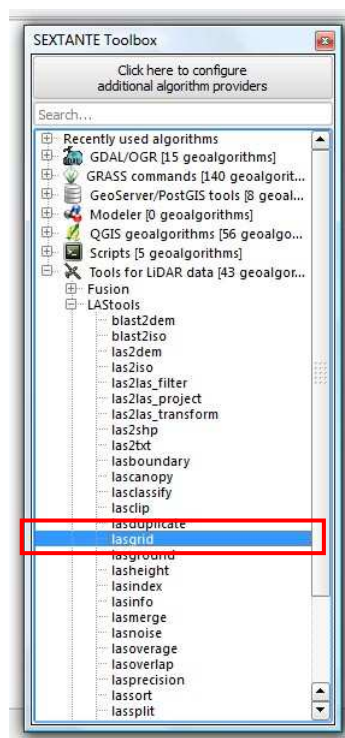 SEXTANTE Toolbox
Click here to configure
additional algorithm providers
Search...
Recently used algorithms
GDAL/OGR [15 geoalgorithms]
GRASS commands [140 geoalgorit...
GeoServer/PostGIS tools [8 geoal...
Modeler [0 geoalgorithms]
QGIS geoalgorithms [56 geoalgo...
Scripts [5 geoalgorithms]
Tools for LiDAR data [43 geoalgor...
Fusion
LAStools
blast2dem
blast2iso
las2dem
las2iso
las2las_filter
las2las_project
las2las_transform
las2shp
las2txt
lasboundary
lascanopy
lasclassify
lasclip
lasduplicate
lasgrid
lasground
lasheight
lasindex
lasinfo
lasmerge
lasnoise
lasoverage
lasoverlap
lasprecision
lassort
lassplit